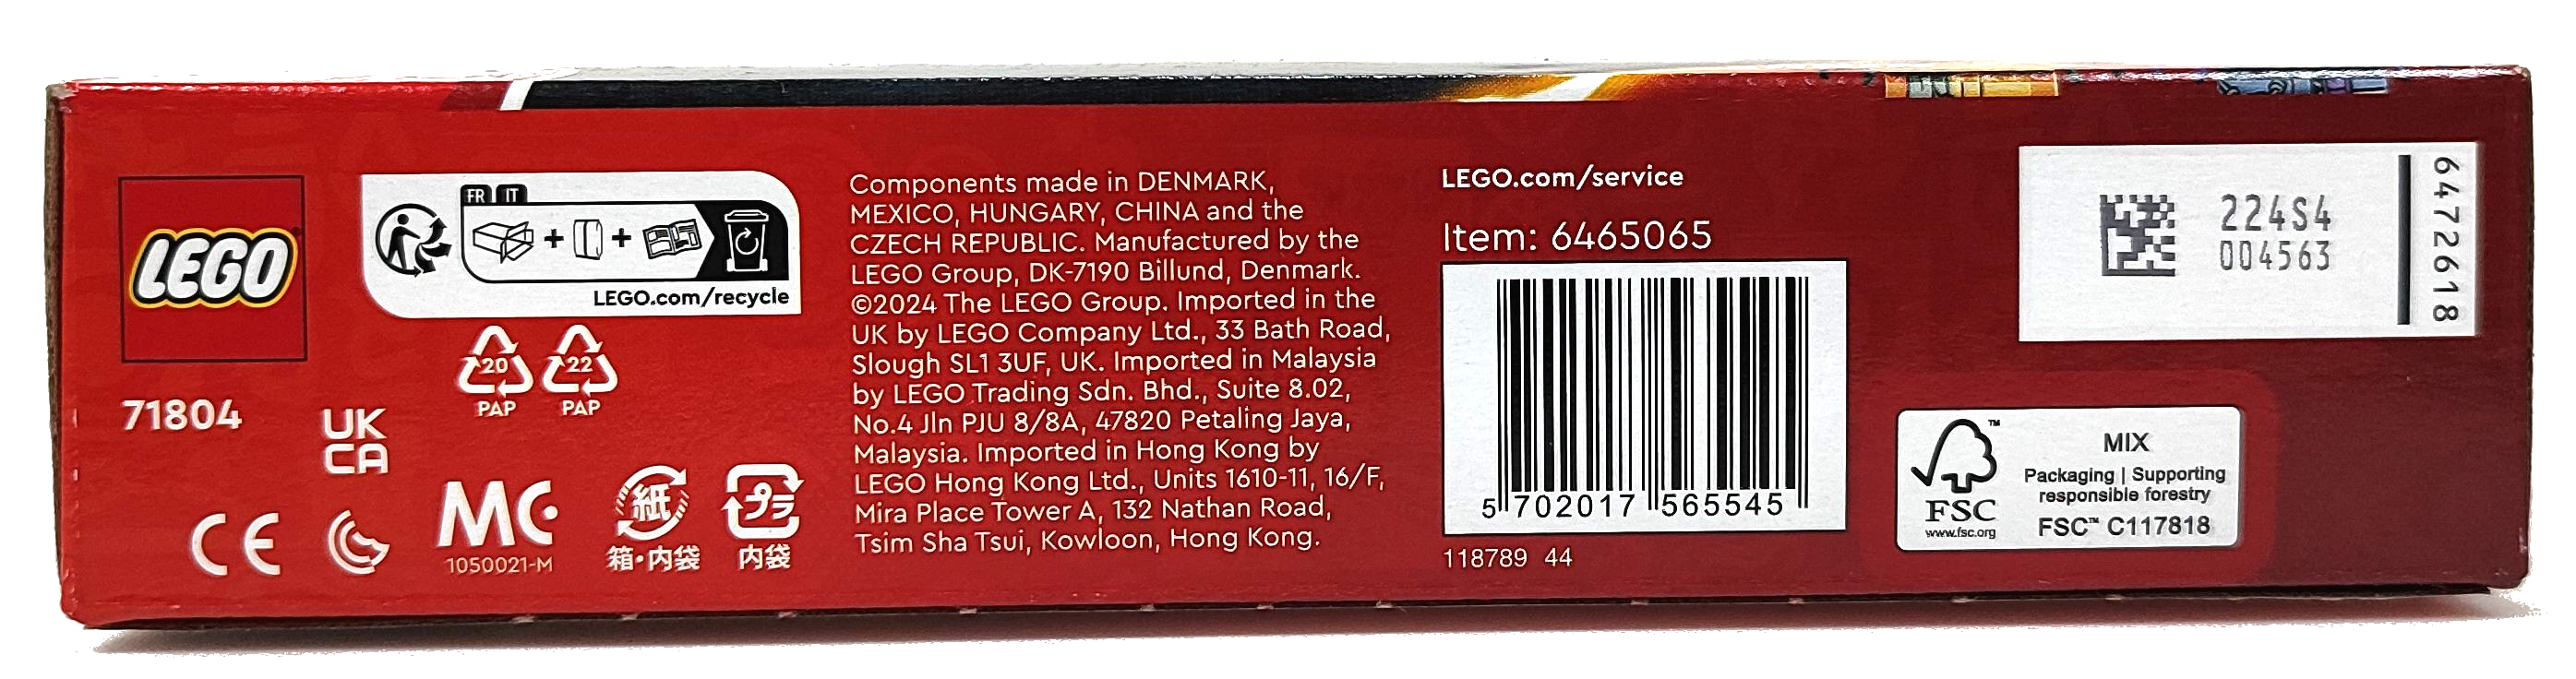 LEGO
71804
FR IT
+ +
LEGO.com/recycle
20 PAP
22 PAP
UK
CA
CE
MC
1050021-M
紙
箱・内袋
プラ
内袋
Components made in DENMARK,
MEXICO, HUNGARY, CHINA and the
CZECH REPUBLIC. Manufactured by the
LEGO Group, DK-7190 Billund, Denmark.
©2024 The LEGO Group. Imported in the
UK by LEGO Company Ltd., 33 Bath Road,
Slough SL1 3UF, UK. Imported in Malaysia
by LEGO Trading Sdn. Bhd., Suite 8.02,
No.4 Jln PJU 8/8A, 47820 Petaling Jaya,
Malaysia. Imported in Hong Kong by
LEGO Hong Kong Ltd., Units 1610-11, 16/F,
Mira Place Tower A, 132 Nathan Road,
Tsim Sha Tsui, Kowloon, Hong Kong.
LEGO.com/service
Item: 6465065
5 702017 565545
118789 44
224S4
004563
6472618
FSC™
www.fsc.org
MIX
Packaging | Supporting
responsible forestry
FSC™ C117818